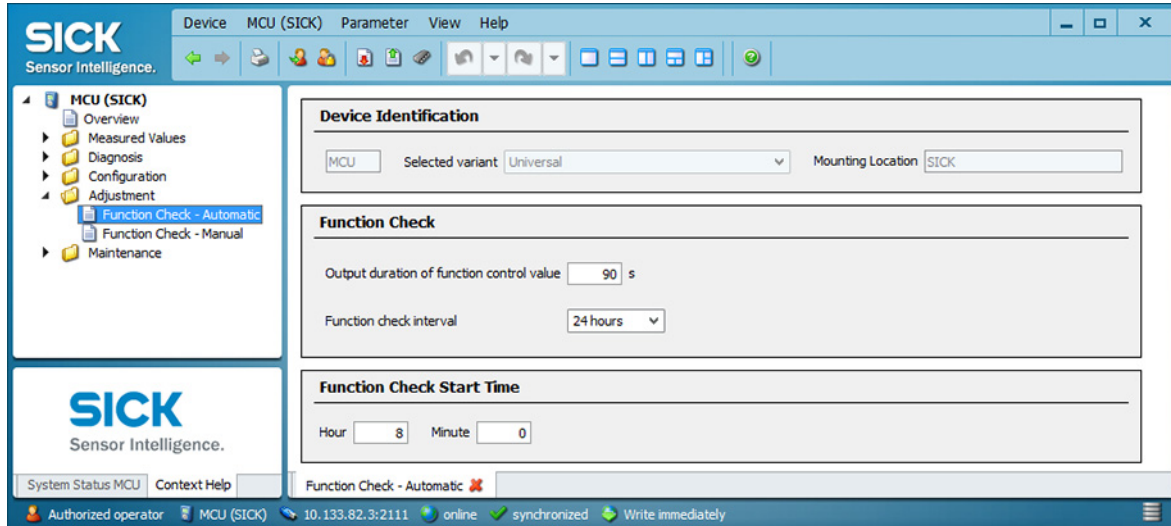 SICK
Sensor Intelligence.
Device MCU (SICK) Parameter View Help
MCU (SICK)
Overview
Measured Values
Diagnosis
Configuration
Adjustment
Function Check - Automatic
Function Check - Manual
Maintenance
SICK
Sensor Intelligence.
System Status MCU Context Help
Device Identification
MCU Selected variant Universal Mounting Location SICK
Function Check
Output duration of function control value 90 s
Function check interval 24 hours
Function Check Start Time
Hour 8 Minute 0
Function Check - Automatic
Authorized operator MCU (SICK) 10.133.82.3:2111 online synchronized Write immediately